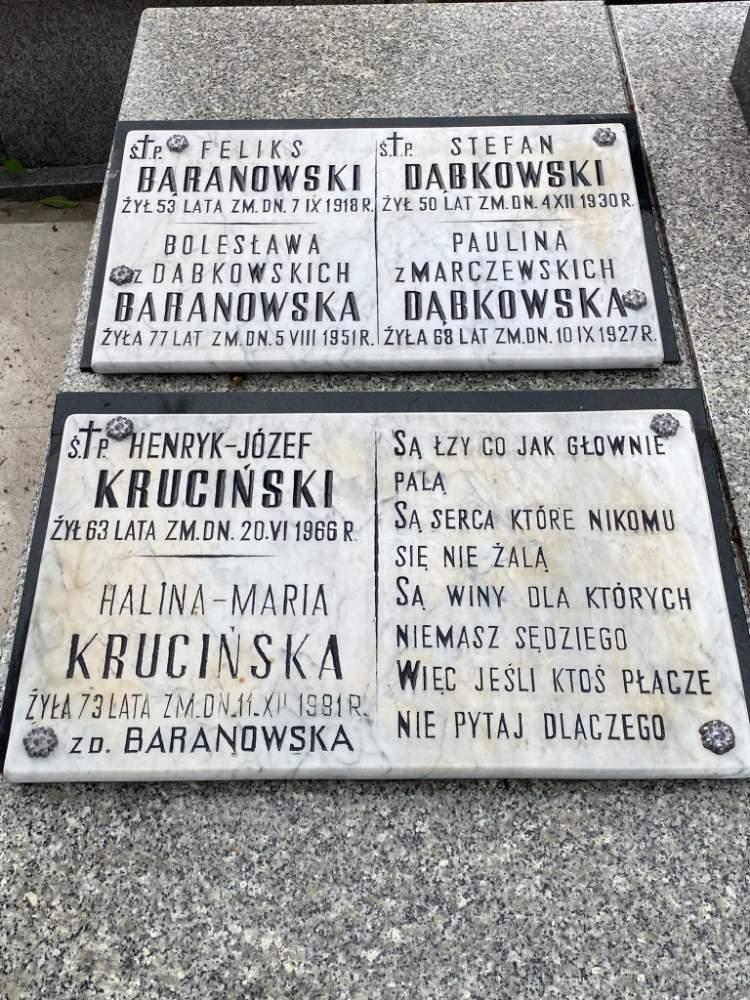 Ś.†P. FELIKS
BARANOWSKI
ŻYŁ 53 LATA ZM. DN. 7 IX 1918 R.
BOLESŁAWA
z DĄBKOWSKICH
BARANOWSKA
ŻYŁA 77 LAT ZM. DN. 5 VIII 1951 R.
Ś.†P. STEFAN
DĄBKOWSKI
ŻYŁ 50 LAT ZM. DN. 4 XII 1930 R.
PAULINA
z MARCZEWSKICH
DĄBKOWSKA
ŻYŁA 68 LAT ZM. DN. 10 IX 1927 R.
Ś.†P. HENRYK-JÓZEF
KRUCIŃSKI
ŻYŁ 63 LATA ZM. DN. 20. VI 1966 R.
HALINA-MARIA
KRUCIŃSKA
ŻYŁA 73 LATA ZM. DN. 11. XII 1981 R.
ZD. BARANOWSKA
SĄ ŁZY CO JAK GŁOWNIE
PALĄ
SĄ SERCA KTÓRE NIKOMU
SIĘ NIE ŻALĄ
SĄ WINY DLA KTÓRYCH
NIEMASZ SĘDZIEGO
WIĘC JEŚLI KTOŚ PŁACZE
NIE PYTAJ DLACZEGO